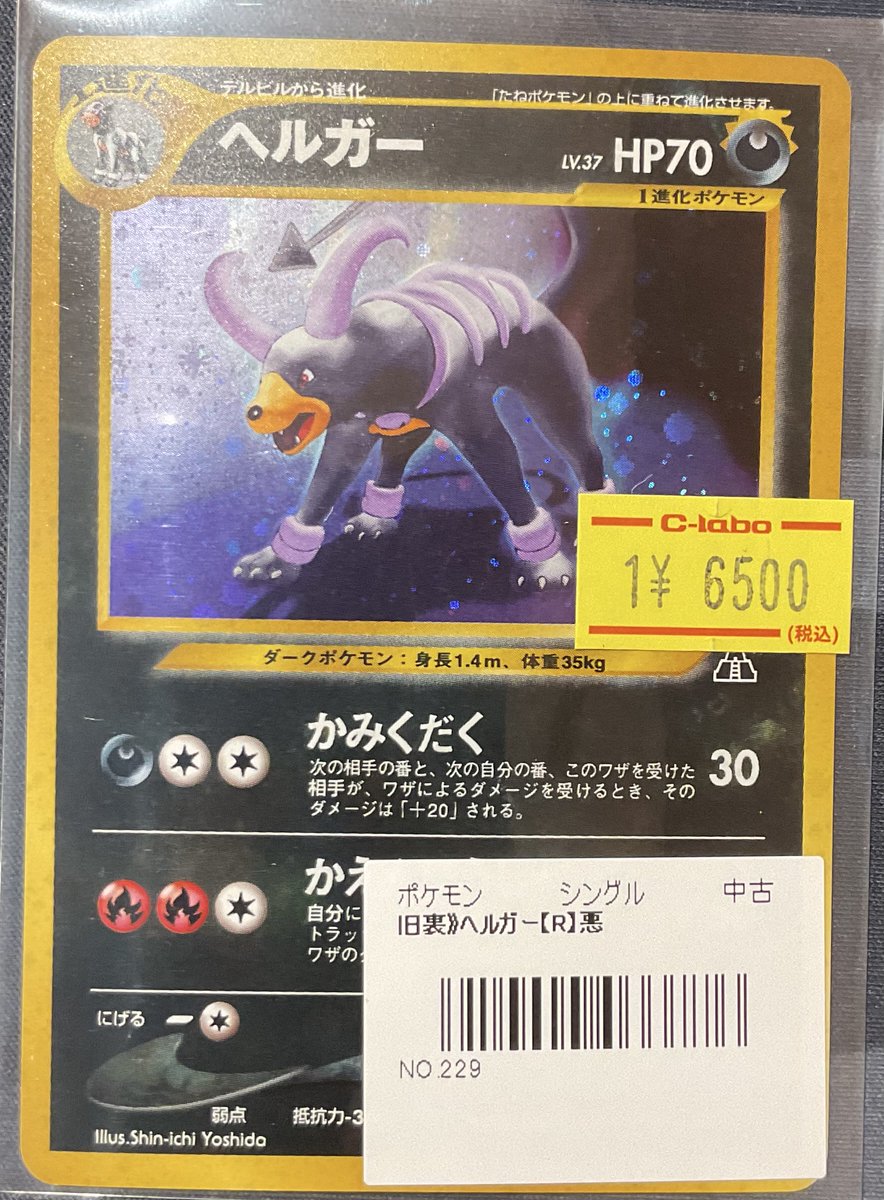 1進化
デルビルから進化
「たねポケモン」の上に重ねて進化させます。
ヘルガー
LV.37 HP70
1進化ポケモン
C-labo
1¥ 6500
(税込)
ダークポケモン：身長1.4m、体重35kg
かみくだく
次の相手の番と、次の自分の番、このワザを受けた
相手が、ワザによるダメージを受けるとき、その
ダメージは「＋20」される。
30
かえ
自分に
トラッ
ワザの
ポケモン シングル 中古
旧裏》ヘルガー【R】悪
NO.229
にげる
弱点 抵抗力-3
Illus.Shin-ichi Yoshida